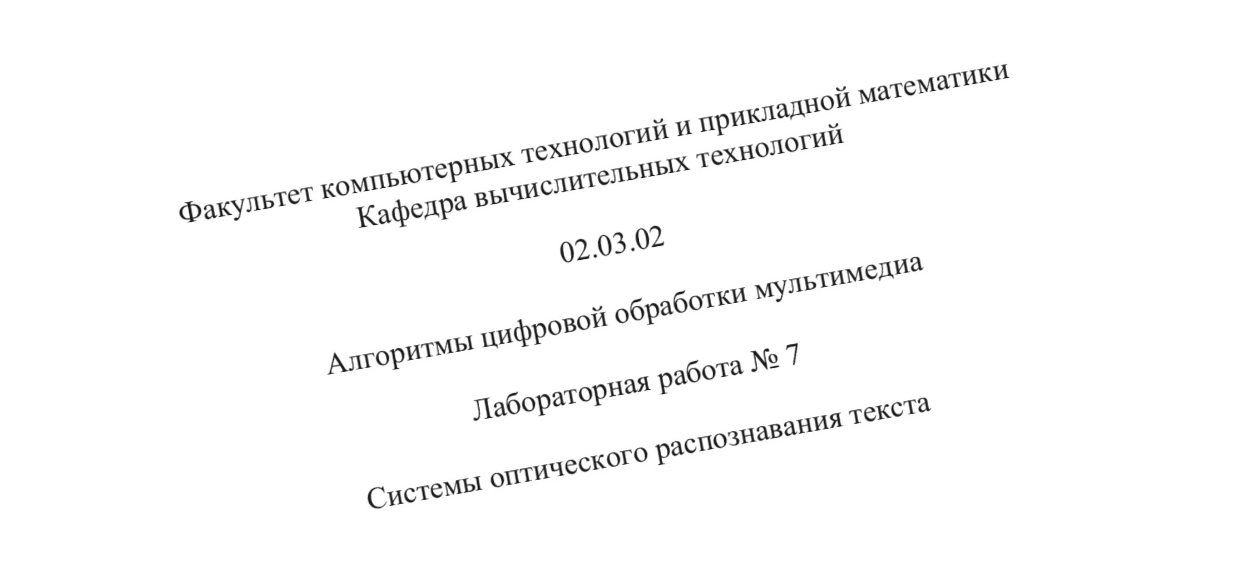 Факультет компьютерных технологий и прикладной математики
Кафедра вычислительных технологий
02.03.02
Алгоритмы цифровой обработки мультимедиа
Лабораторная работа № 7
Системы оптического распознавания текста